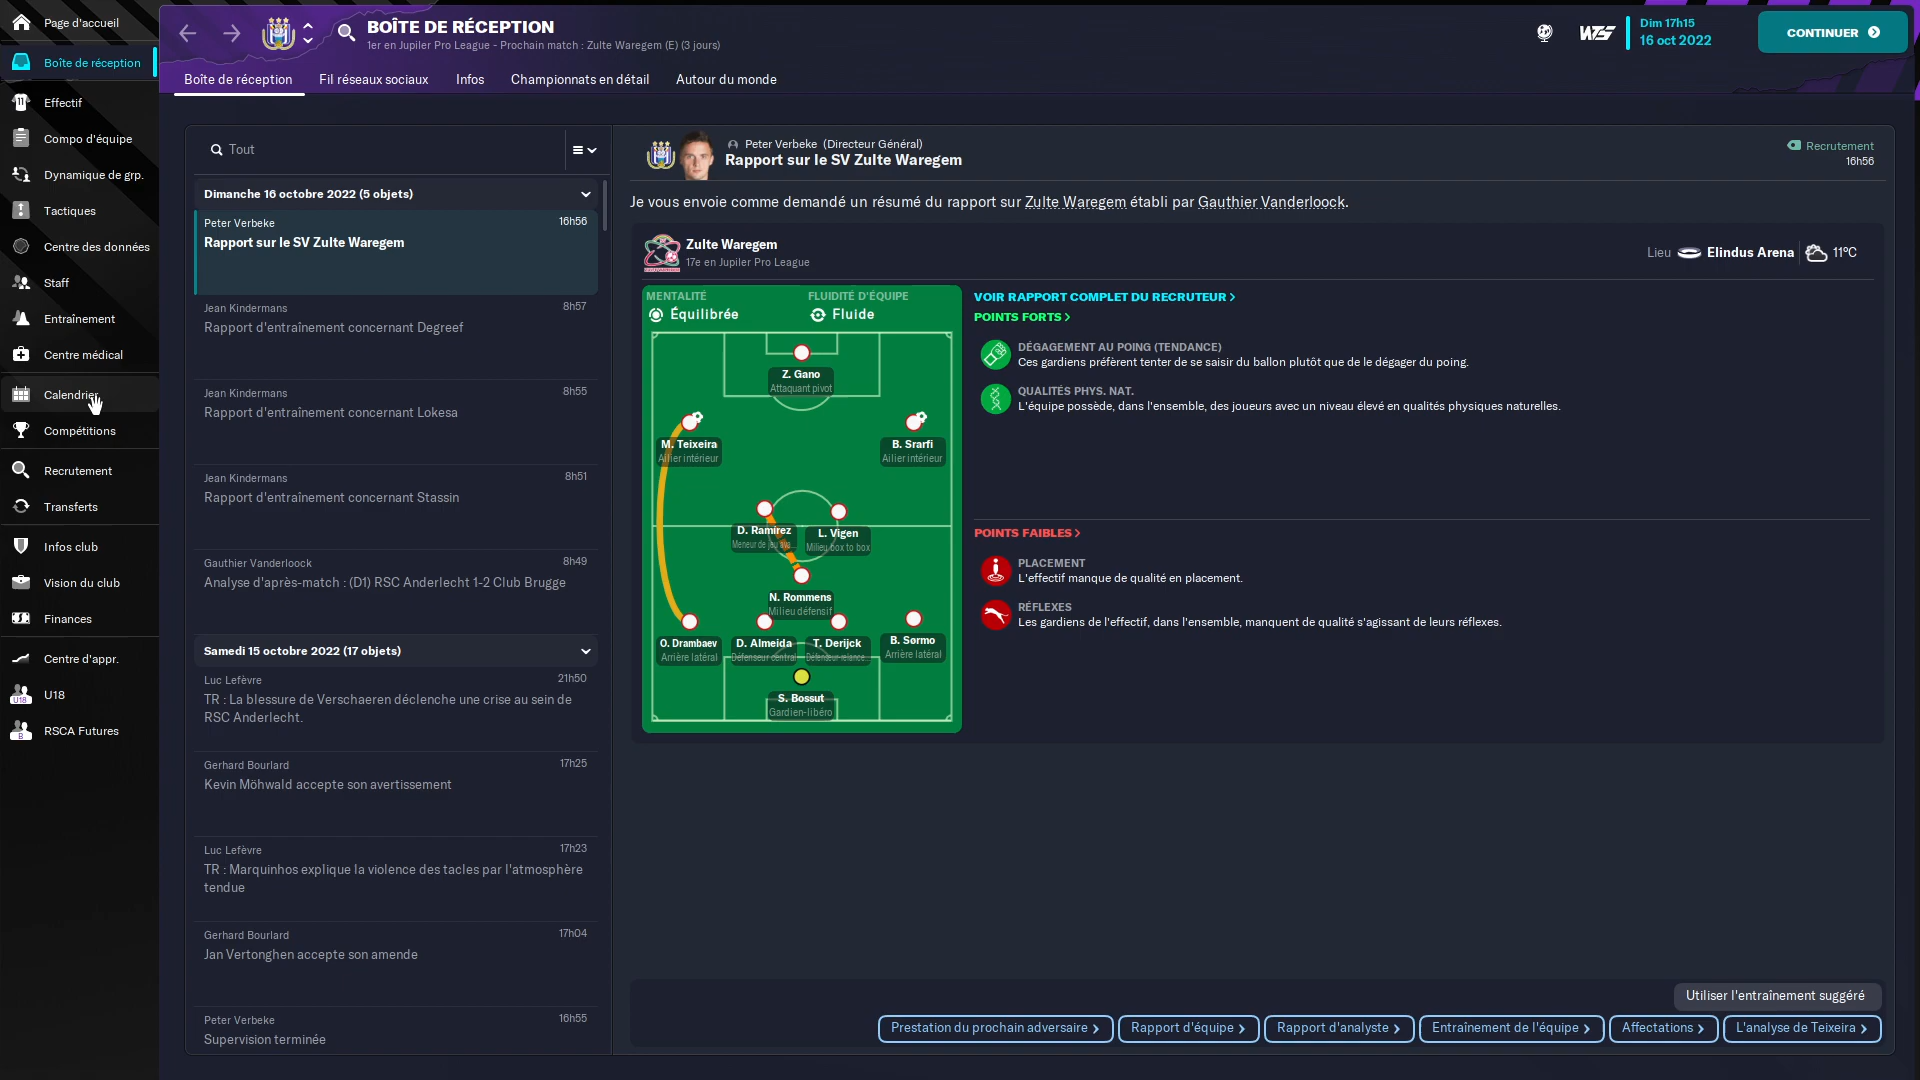 Page d'accueil
Boîte de réception
Effectif
Compo d'équipe
Dynamique de grp.
Tactiques
Centre des données
Staff
Entraînement
Centre médical
Calendrier
Compétitions
Recrutement
Transferts
Infos club
Vision du club
Finances
Centre d'appr.
U18
RSCA Futures
BOÎTE DE RÉCEPTION
1er en Jupiler Pro League - Prochain match : Zulte Waregem (E) (3 jours)
Dim 17h15
16 oct 2022
CONTINUER
Boîte de réception
Fil réseaux sociaux
Infos
Championnats en détail
Autour du monde
Tout
Dimanche 16 octobre 2022 (5 objets)
Peter Verbeke 16h56
Rapport sur le SV Zulte Waregem
Jean Kindermans 8h57
Rapport d'entraînement concernant Degreef
Jean Kindermans 8h55
Rapport d'entraînement concernant Lokesa
Jean Kindermans 8h51
Rapport d'entraînement concernant Stassin
Gauthier Vanderloock 8h49
Analyse d'après-match : (D1) RSC Anderlecht 1-2 Club Brugge
Samedi 15 octobre 2022 (17 objets)
Luc Lefèvre 21h50
TR : La blessure de Verschaeren déclenche une crise au sein de
RSC Anderlecht.
Gerhard Bourlard 17h25
Kevin Möhwald accepte son avertissement
Luc Lefèvre 17h23
TR : Marquinhos explique la violence des tacles par l'atmosphère
tendue
Gerhard Bourlard 17h04
Jan Vertonghen accepte son amende
Peter Verbeke 16h55
Supervision terminée
Peter Verbeke (Directeur Général)
Rapport sur le SV Zulte Waregem
Recrutement
16h56
Je vous envoie comme demandé un résumé du rapport sur Zulte Waregem établi par Gauthier Vanderloock.
Zulte Waregem
17e en Jupiler Pro League
Lieu Elindus Arena 11°C
MENTALITÉ FLUIDITÉ D'ÉQUIPE
Équilibrée Fluide
Z. Gano
Attaquant pivot
M. Teixeira
Ailier intérieur
B. Srarfi
Ailier intérieur
D. Ramírez
Meneur de jeu ava...
L. Vigen
Milieu box to box
N. Rommens
Milieu défensif
O. Drambaev
Arrière latéral
D. Almeida
Défenseur central
T. Derijck
Défenseur relance...
B. Sørmo
Arrière latéral
S. Bossut
Gardien-libéro
VOIR RAPPORT COMPLET DU RECRUTEUR >
POINTS FORTS >
DÉGAGEMENT AU POING (TENDANCE)
Ces gardiens préfèrent tenter de se saisir du ballon plutôt que de le dégager du poing.
QUALITÉS PHYS. NAT.
L'équipe possède, dans l'ensemble, des joueurs avec un niveau élevé en qualités physiques naturelles.
POINTS FAIBLES >
PLACEMENT
L'effectif manque de qualité en placement.
RÉFLEXES
Les gardiens de l'effectif, dans l'ensemble, manquent de qualité s'agissant de leurs réflexes.
Utiliser l'entraînement suggéré
Prestation du prochain adversaire >
Rapport d'équipe >
Rapport d'analyste >
Entraînement de l'équipe >
Affectations >
L'analyse de Teixeira >